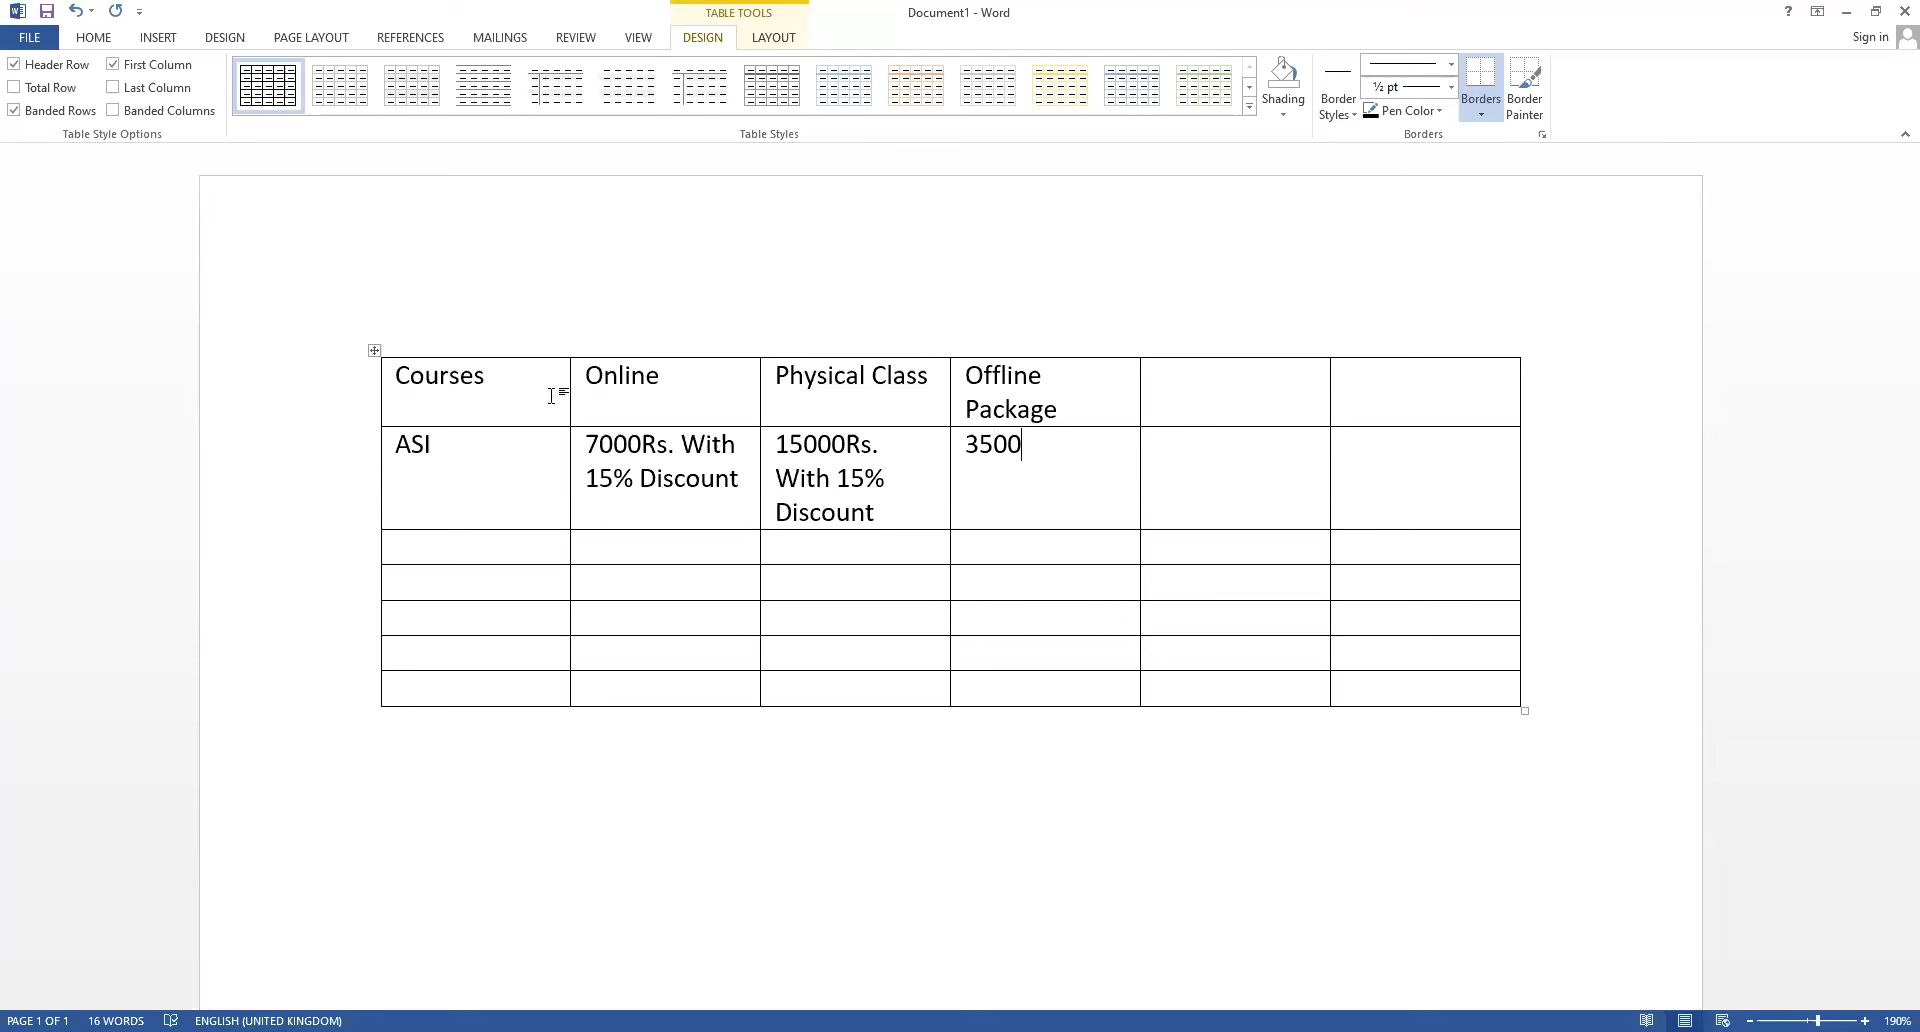 TABLE TOOLS
Document1 - Word
?
FILE
HOME
INSERT
DESIGN
PAGE LAYOUT
REFERENCES
MAILINGS
REVIEW
VIEW
DESIGN
LAYOUT
Sign in
Header Row
First Column
Total Row
Last Column
Banded Rows
Banded Columns
Table Style Options
Table Styles
Shading
Border
Styles
½ pt
Pen Color
Borders
Border
Painter
Borders
Courses
Online
Physical Class
Offline
Package
ASI
7000Rs. With
15% Discount
15000Rs.
With 15%
Discount
3500
PAGE 1 OF 1
16 WORDS
ENGLISH (UNITED KINGDOM)
190%